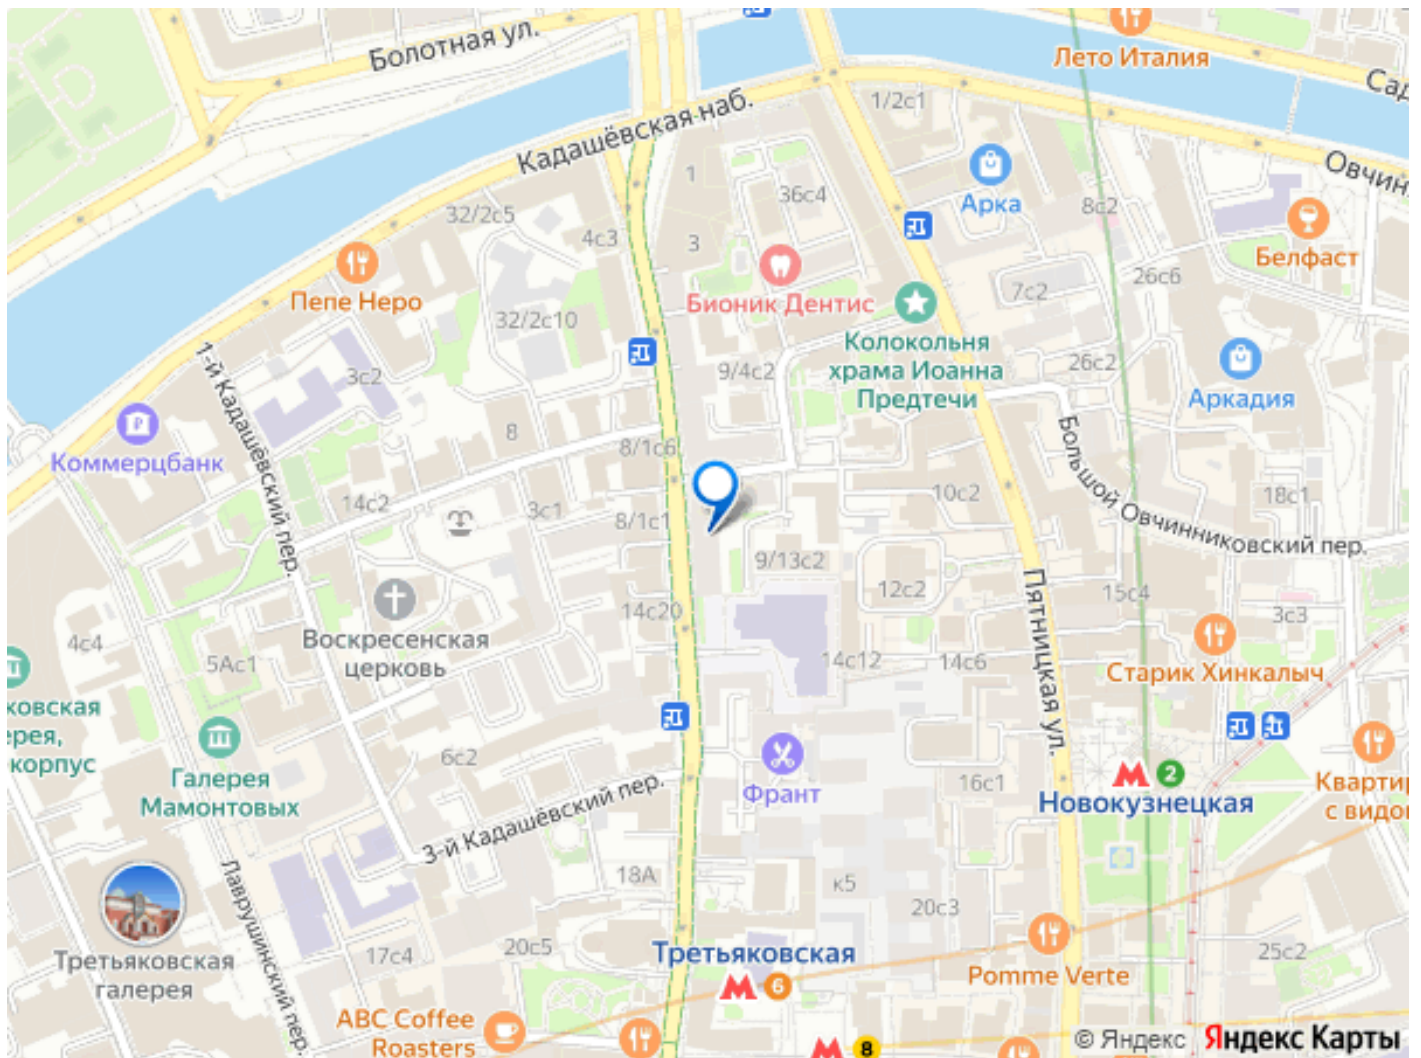 Болотная ул.
Лето Италия
Сад
Кадашёвская наб.
1/2с1
Овчин
1
36с4
Арка
8с2
32/2с5
4с3
3
Белфаст
Пепе Неро
Бионик Дентис
7с2
26с6
32/2с10
Колокольня
храма Иоанна
Предтечи
1-й Кадашёвский пер.
3с2
9/4с2
26с2
Аркадия
Коммерцбанк
8
8/1с6
Большой Овчинниковский пер.
14с2
3с1
8/1с1
10с2
18с1
9/13с2
12с2
Пятницкая ул.
15с4
3с3
Воскресенская
церковь
14с20
4с4
5Ас1
14с12
14с6
Старик Хинкалыч
ковская
ерея,
корпус
Галерея
Мамонтовых
6с2
Франт
16с1
2
Новокузнецкая
Квартир
с видо
3-й Кадашёвский пер.
18А
к5
20с3
Лаврушинский пер.
Третьяковская
галерея
17с4
20с5
Третьяковская
6
Pomme Verte
25с2
ABC Coffee
Roasters
8
© Яндекс Яндекс Карты